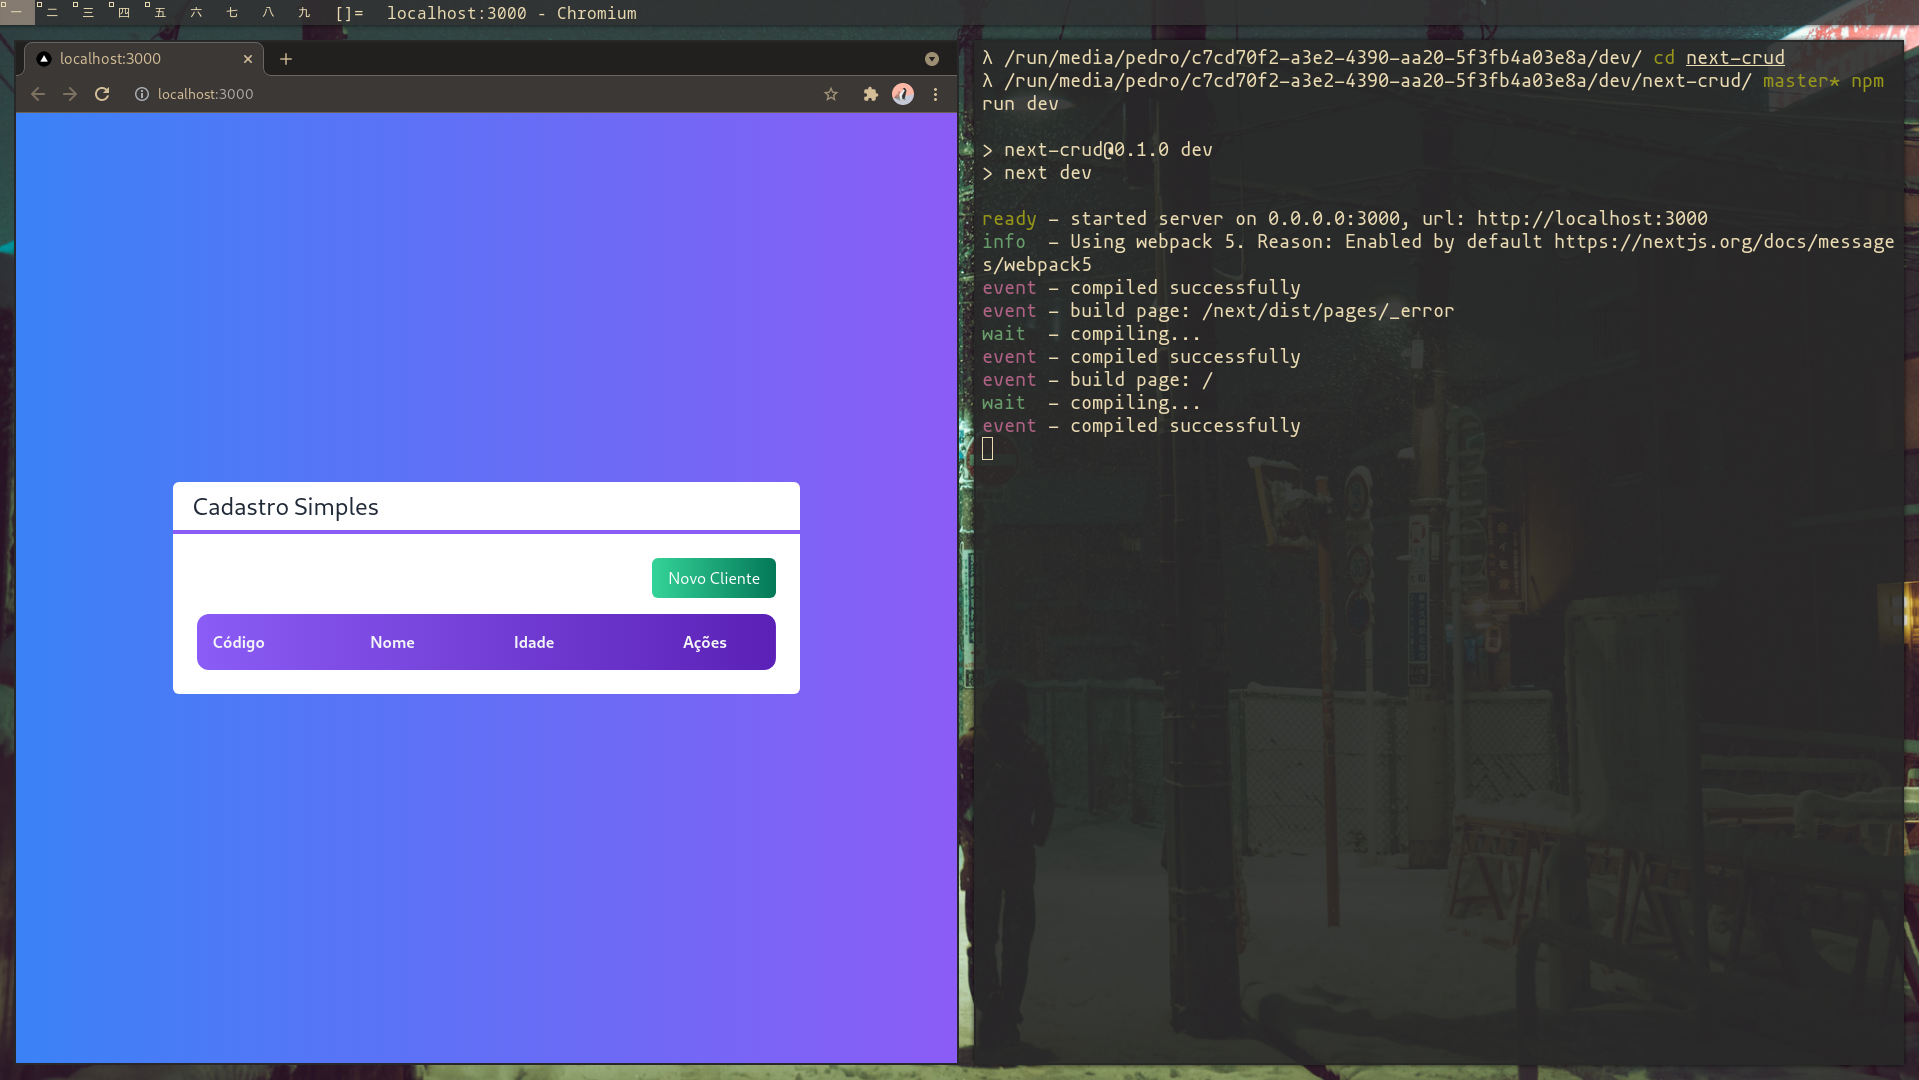 一 二 三 四 五 六 七 八 九 []= localhost:3000 - Chromium
localhost:3000
localhost:3000
Cadastro Simples
Novo Cliente
Código Nome Idade Ações
λ /run/media/pedro/c7cd70f2-a3e2-4390-aa20-5f3fb4a03e8a/dev/ cd next-crud
λ /run/media/pedro/c7cd70f2-a3e2-4390-aa20-5f3fb4a03e8a/dev/next-crud/ master* npm
run dev
> next-crud@0.1.0 dev
> next dev
ready - started server on 0.0.0.0:3000, url: http://localhost:3000
info  - Using webpack 5. Reason: Enabled by default https://nextjs.org/docs/message
s/webpack5
event - compiled successfully
event - build page: /next/dist/pages/_error
wait  - compiling...
event - compiled successfully
event - build page: /
wait  - compiling...
event - compiled successfully